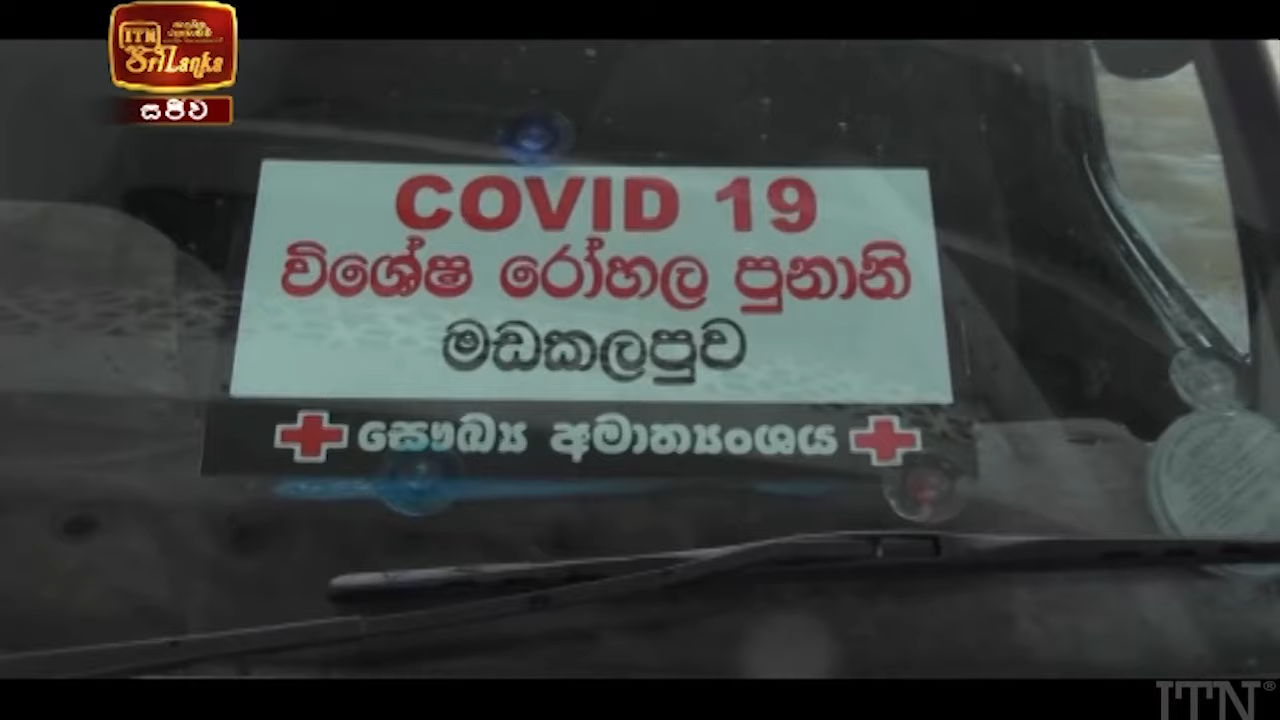 ITN
Sri Lanka
සජීව
COVID 19
විශේෂ රෝහල පුනානි
මඩකලපුව
සෞඛ්‍ය අමාත්‍යංශය
ITN®